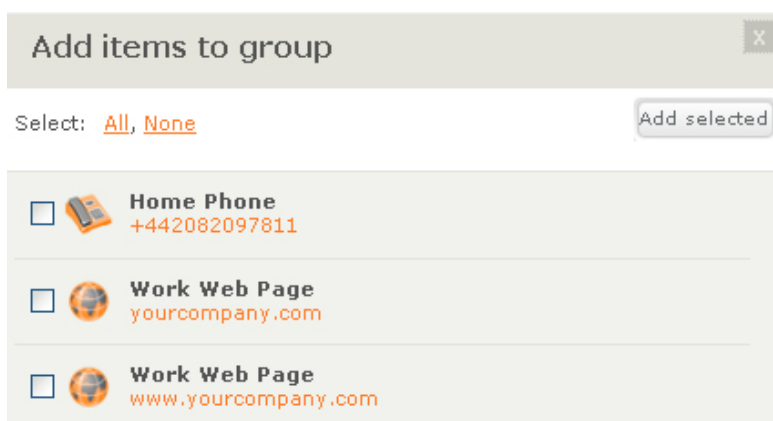 Add items to group
X
Select: All, None
Add selected
Home Phone
+442082097811
Work Web Page
yourcompany.com
Work Web Page
www.yourcompany.com